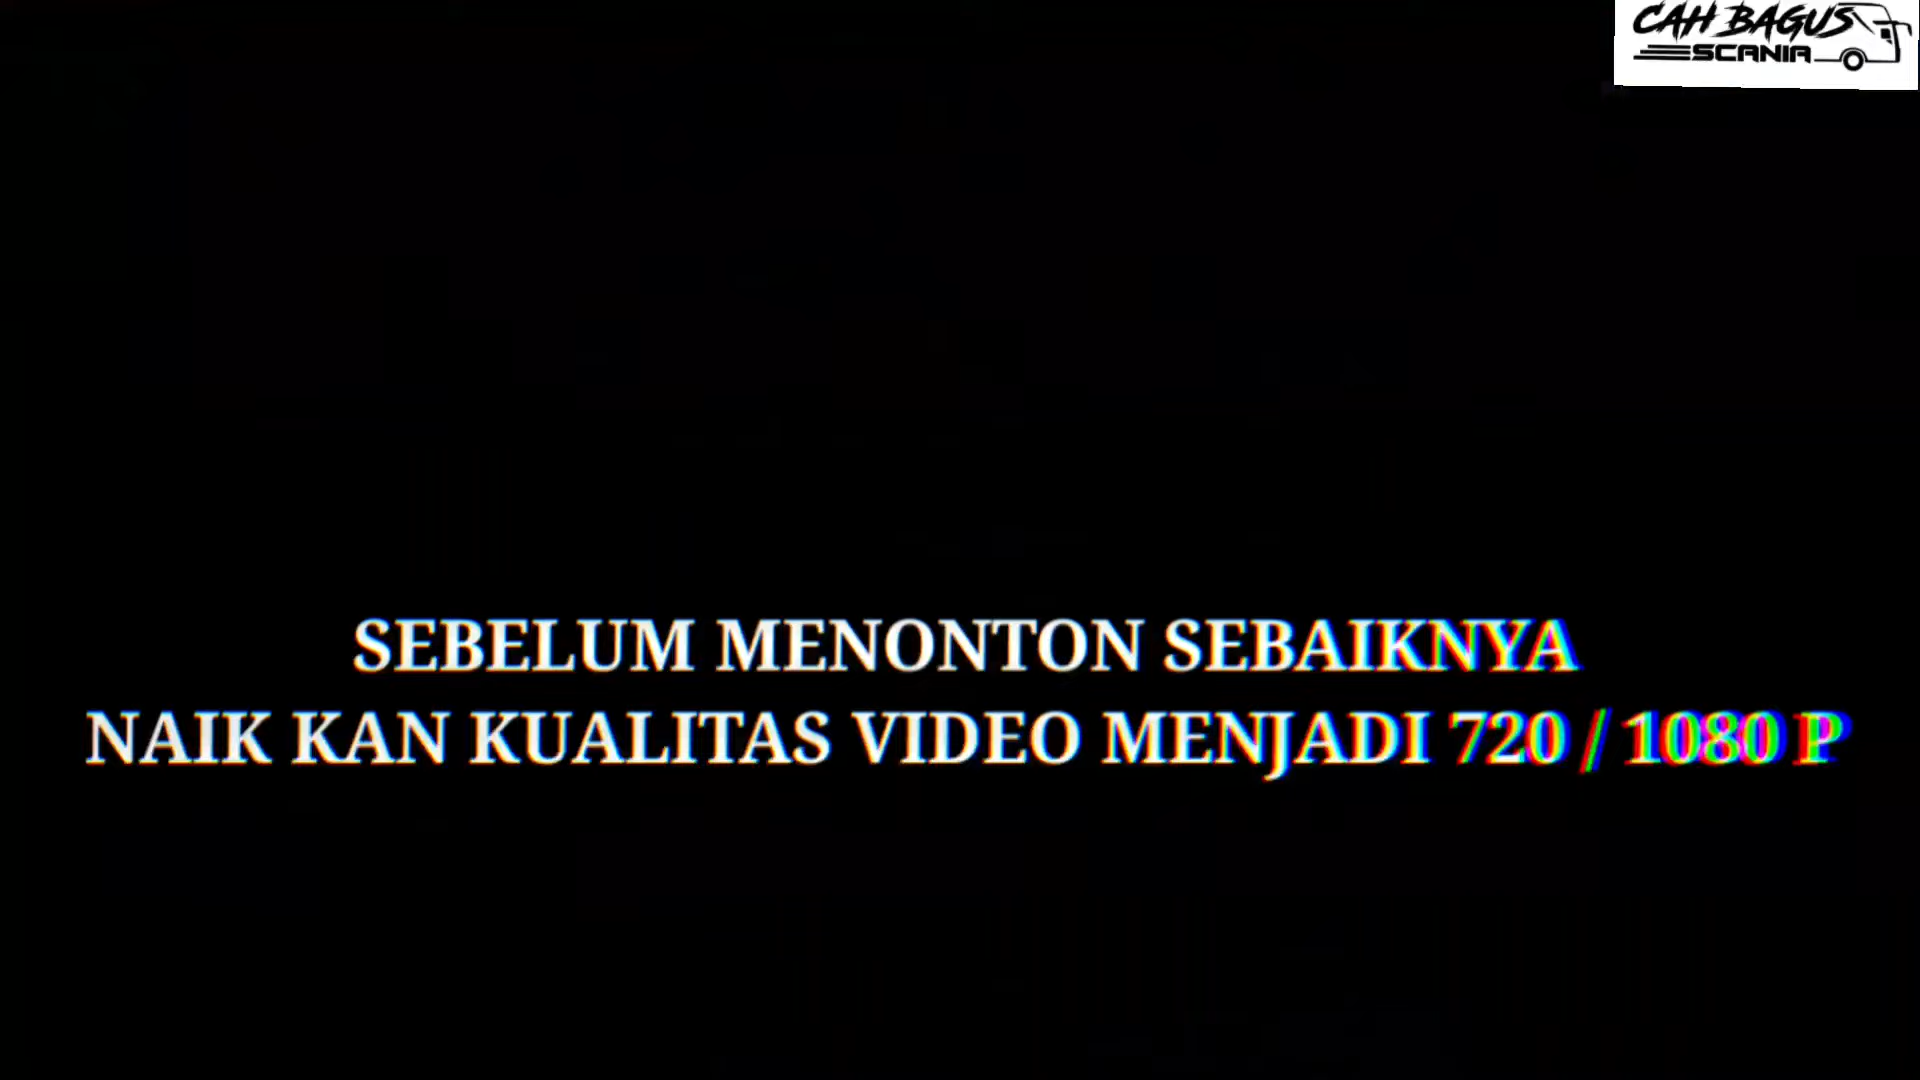 CAH BAGUS
SCANIA
SEBELUM MENONTON SEBAIKNYA
NAIK KAN KUALITAS VIDEO MENJADI 720 / 1080 P